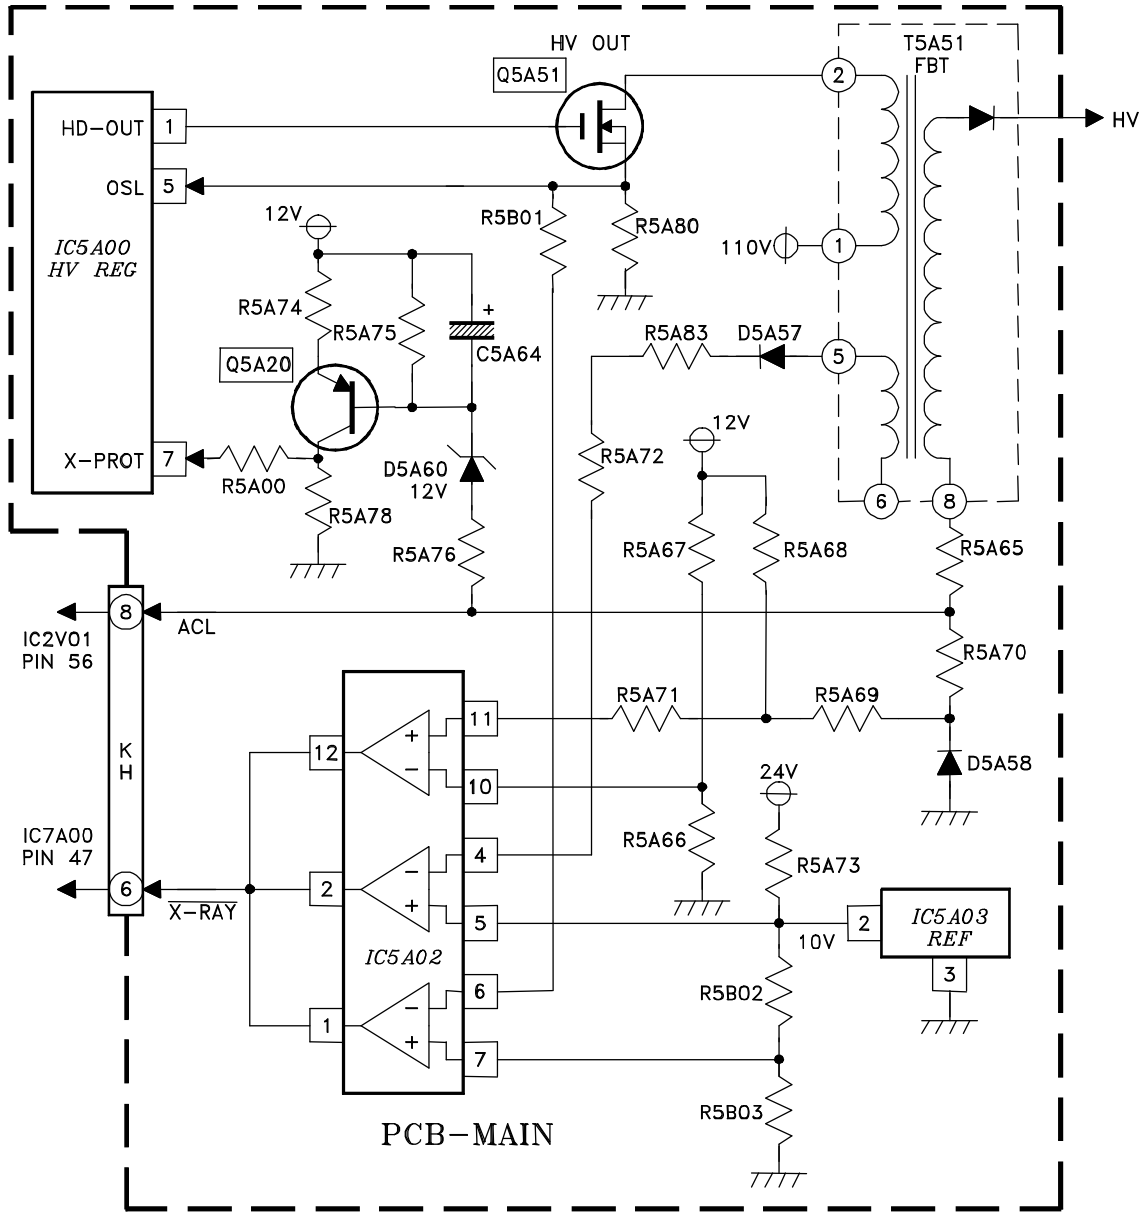 HV OUT
T5A51
FBT
Q5A51
2
HD-OUT
1
HV
OSL
5
12V
R5B01
R5A80
IC5A00
HV REG
110V
1
R5A74
R5A75
+
C5A64
R5A83
D5A57
5
Q5A20
12V
X-PROT
7
R5A00
D5A60
12V
R5A72
6
8
R5A78
R5A76
R5A67
R5A68
R5A65
8
ACL
IC2V01
PIN 56
R5A70
R5A71
R5A69
11
12
+
-
K
H
D5A58
24V
10
IC7A00
PIN 47
R5A66
R5A73
4
6
X-RAY
2
-
+
5
2
IC5A03
REF
10V
IC5A02
3
6
R5B02
1
-
+
7
R5B03
PCB-MAIN